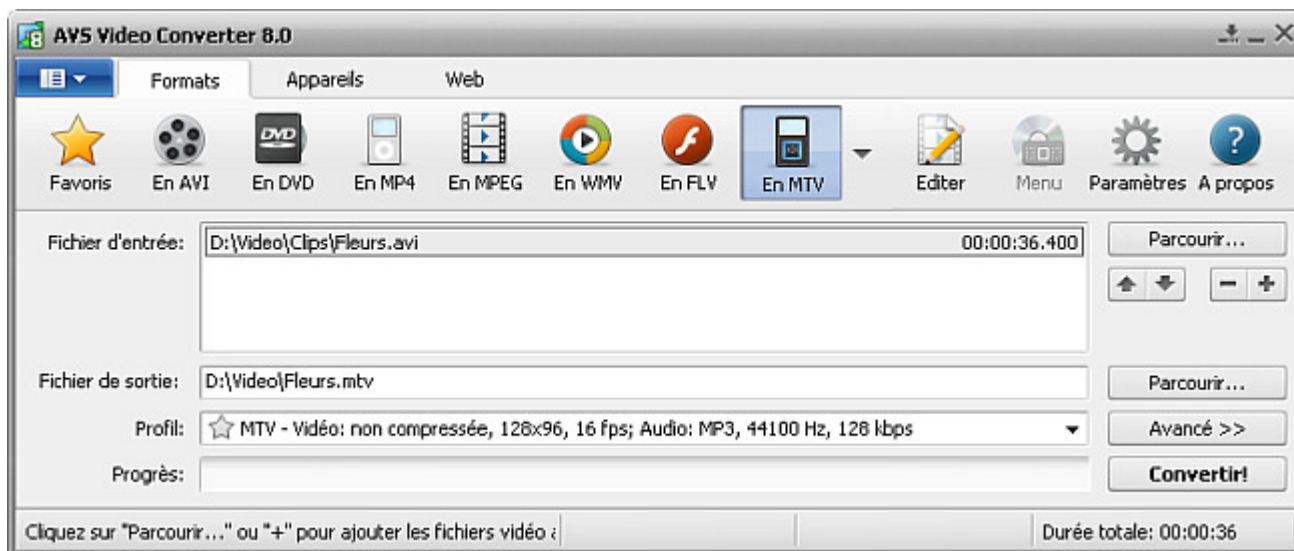 AVS Video Converter 8.0
Formats Appareils Web
Favoris En AVI En DVD En MP4 En MPEG En WMV En FLV En MTV Editer Menu Paramètres A propos
Fichier d'entrée: D:\Video\Clips\Fleurs.avi 00:00:36.400 Parcourir...
Fichier de sortie: D:\Video\Fleurs.mtv Parcourir...
Profil: MTV - Vidéo: non compressée, 128x96, 16 fps; Audio: MP3, 44100 Hz, 128 kbps Avancé >>
Progrès: Convertir!
Cliquez sur "Parcourir..." ou "+" pour ajouter les fichiers vidéo Durée totale: 00:00:36